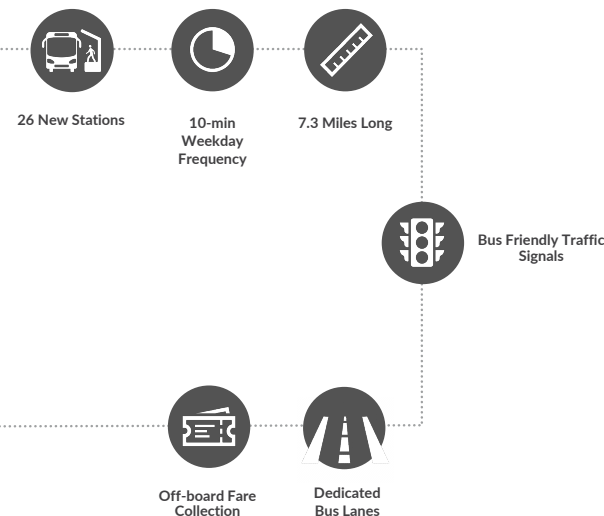 26 New Stations
10-min
Weekday
Frequency
7.3 Miles Long
Bus Friendly Traffic
Signals
Off-board Fare
Collection
Dedicated
Bus Lanes